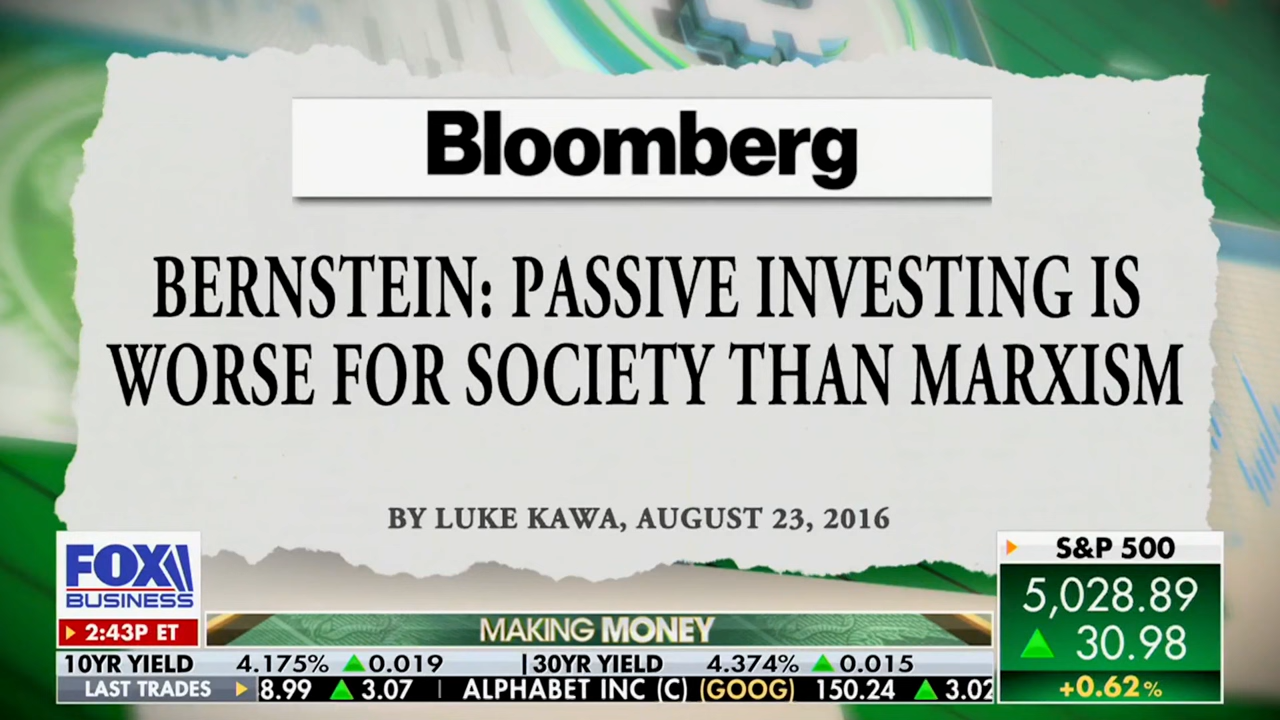 Bloomberg
BERNSTEIN: PASSIVE INVESTING IS
WORSE FOR SOCIETY THAN MARXISM
BY LUKE KAWA, AUGUST 23, 2016
FOX
BUSINESS
2:43P ET
MAKING MONEY
S&P 500
5,028.89
30.98
+0.62%
10YR YIELD 4.175% 0.019 30YR YIELD 4.374% 0.015
LAST TRADES 8.99 3.07 ALPHABET INC (C) (GOOG) 150.24 3.02